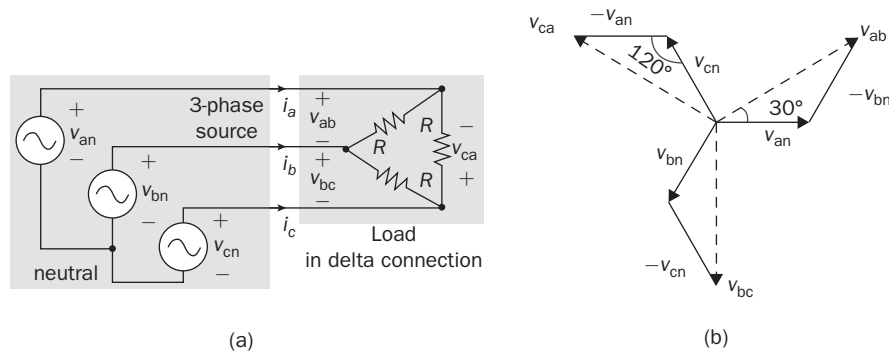 3-phase
source
+
v_an
−
+
v_bn
−
+
v_cn
−
neutral
i_a
i_b
i_c
+
v_ab
−
+
v_bc
−
R
R
R
−
v_ca
+
Load
in delta connection
(a)
v_ca
−v_an
v_cn
120°
v_ab
−v_bn
30°
v_an
v_bn
−v_cn
v_bc
(b)